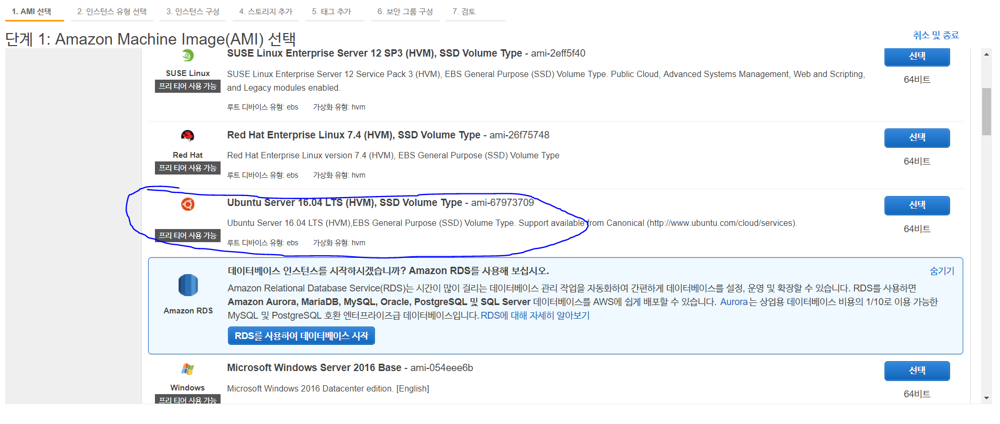 1. AMI 선택
2. 인스턴스 유형 선택
3. 인스턴스 구성
4. 스토리지 추가
5. 태그 추가
6. 보안 그룹 구성
7. 검토
단계 1: Amazon Machine Image(AMI) 선택
취소 및 종료
SUSE Linux
프리 티어 사용 가능
SUSE Linux Enterprise Server 12 SP3 (HVM), SSD Volume Type - ami-2eff5f40
SUSE Linux Enterprise Server 12 Service Pack 3 (HVM), EBS General Purpose (SSD) Volume Type. Public Cloud, Advanced Systems Management, Web and Scripting,
and Legacy modules enabled.
루트 디바이스 유형: ebs 가상화 유형: hvm
선택
64비트
Red Hat
프리 티어 사용 가능
Red Hat Enterprise Linux 7.4 (HVM), SSD Volume Type - ami-26f75748
Red Hat Enterprise Linux version 7.4 (HVM), EBS General Purpose (SSD) Volume Type
루트 디바이스 유형: ebs 가상화 유형: hvm
선택
64비트
프리 티어 사용 가능
Ubuntu Server 16.04 LTS (HVM), SSD Volume Type - ami-67973709
Ubuntu Server 16.04 LTS (HVM),EBS General Purpose (SSD) Volume Type. Support available from Canonical (http://www.ubuntu.com/cloud/services).
루트 디바이스 유형: ebs 가상화 유형: hvm
선택
64비트
Amazon RDS
데이터베이스 인스턴스를 시작하시겠습니까? Amazon RDS를 사용해 보십시오.
숨기기
Amazon Relational Database Service(RDS)는 시간이 많이 걸리는 데이터베이스 관리 작업을 자동화하여 간편하게 데이터베이스를 설정, 운영 및 확장할 수 있습니다. RDS를 사용하면
Amazon Aurora, MariaDB, MySQL, Oracle, PostgreSQL 및 SQL Server 데이터베이스를 AWS에 쉽게 배포할 수 있습니다. Aurora는 상업용 데이터베이스 비용의 1/10로 이용 가능한
MySQL 및 PostgreSQL 호환 엔터프라이즈급 데이터베이스입니다. RDS에 대해 자세히 알아보기
RDS를 사용하여 데이터베이스 시작
Windows
프리 티어 사용 가능
Microsoft Windows Server 2016 Base - ami-054eee6b
Microsoft Windows 2016 Datacenter edition. [English]
선택
64비트